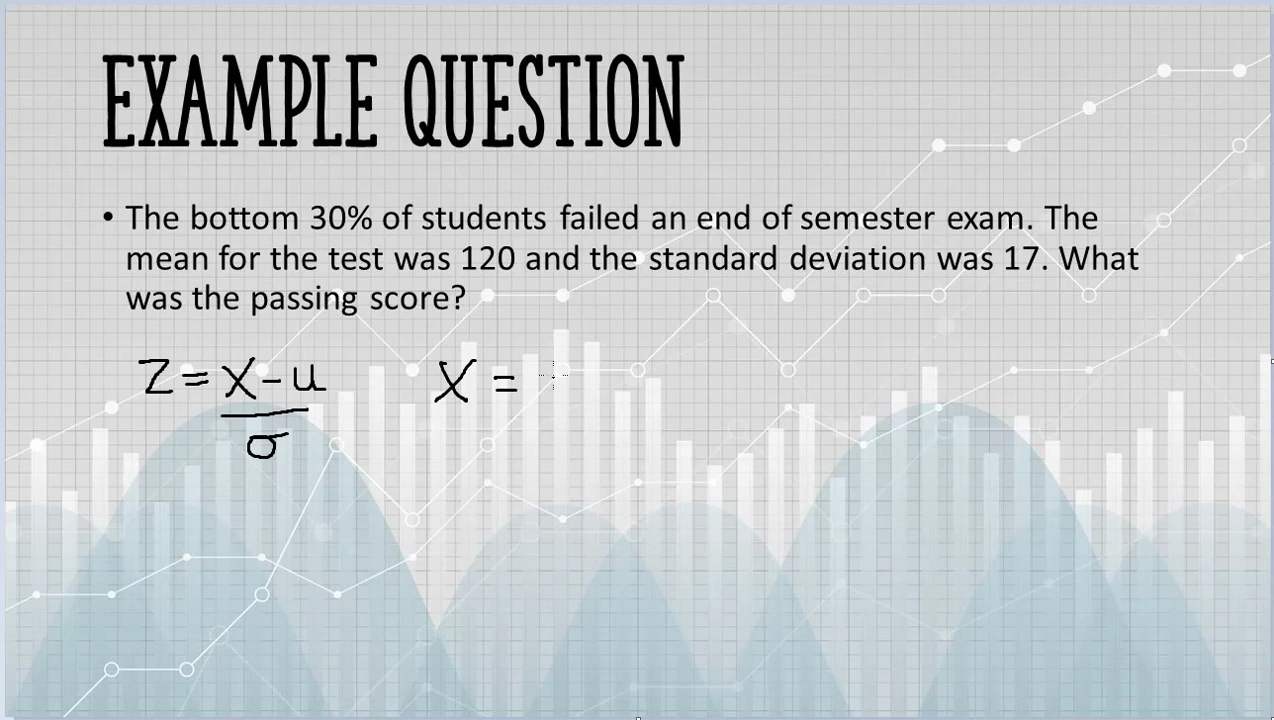 EXAMPLE QUESTION
• The bottom 30% of students failed an end of semester exam. The
mean for the test was 120 and the standard deviation was 17. What
was the passing score?
Z = X - u X =
σ